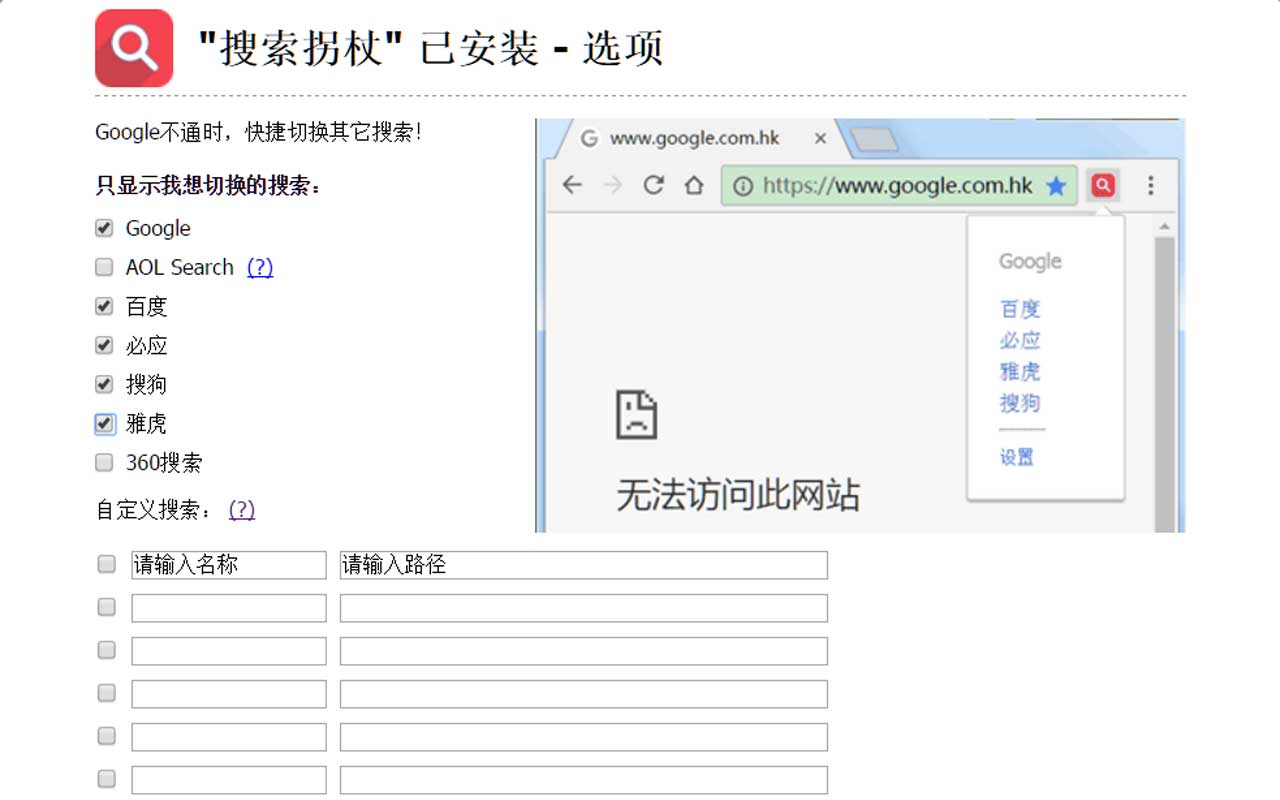 "搜索拐杖" 已安装 - 选项
Google不通时，快捷切换其它搜索！
只显示我想切换的搜索：
Google
AOL Search (?)
百度
必应
搜狗
雅虎
360搜索
自定义搜索： (?)
请输入名称 请输入路径
www.google.com.hk
https://www.google.com.hk
Google
百度
必应
雅虎
搜狗
设置
无法访问此网站